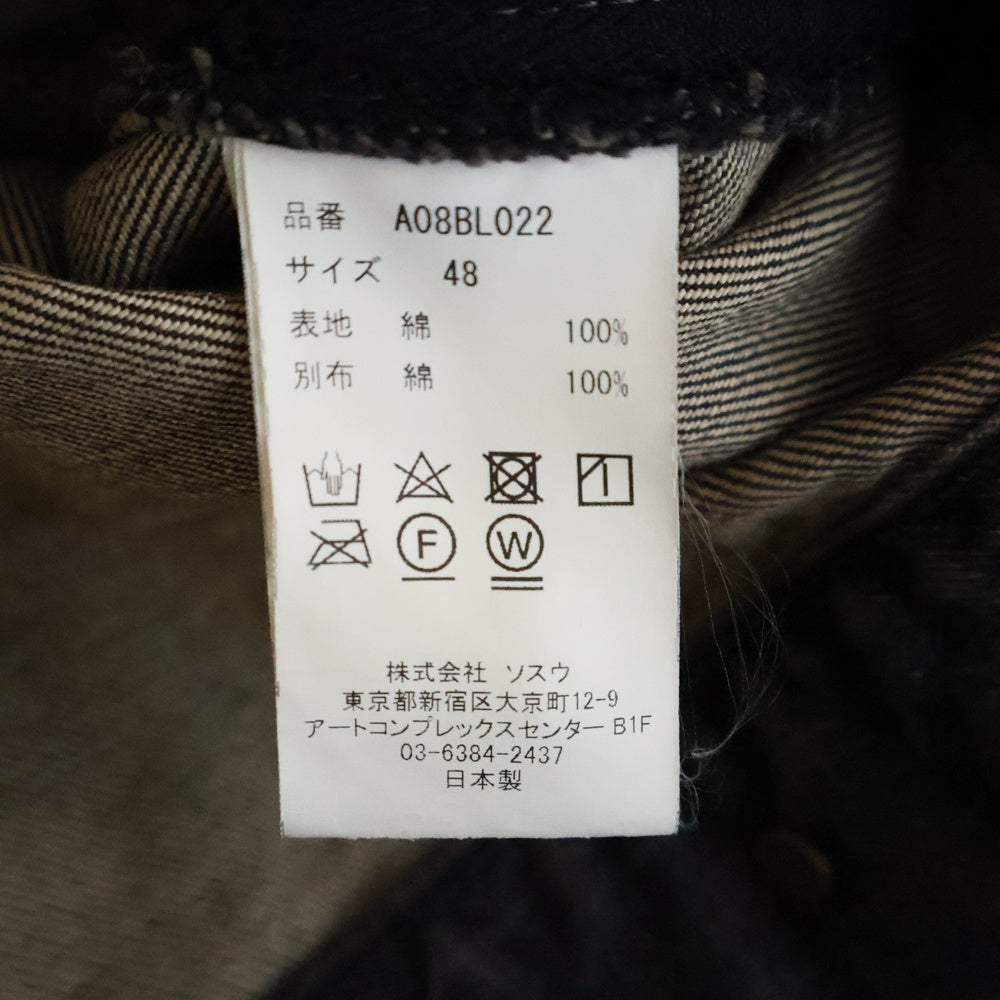 品番 A08BL022
サイズ 48
表地 綿 100%
別布 綿 100%
F W
株式会社 ソスウ
東京都新宿区大京町12-9
アートコンプレックスセンター B1F
03-6384-2437
日本製